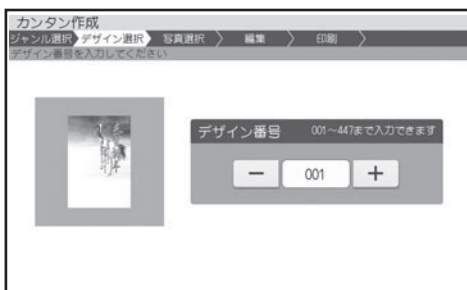 カンタン作成
ジャンル選択 デザイン選択 写真選択 編集 印刷
デザイン番号を入力してください
デザイン番号 001〜447まで入力できます
− 001 +